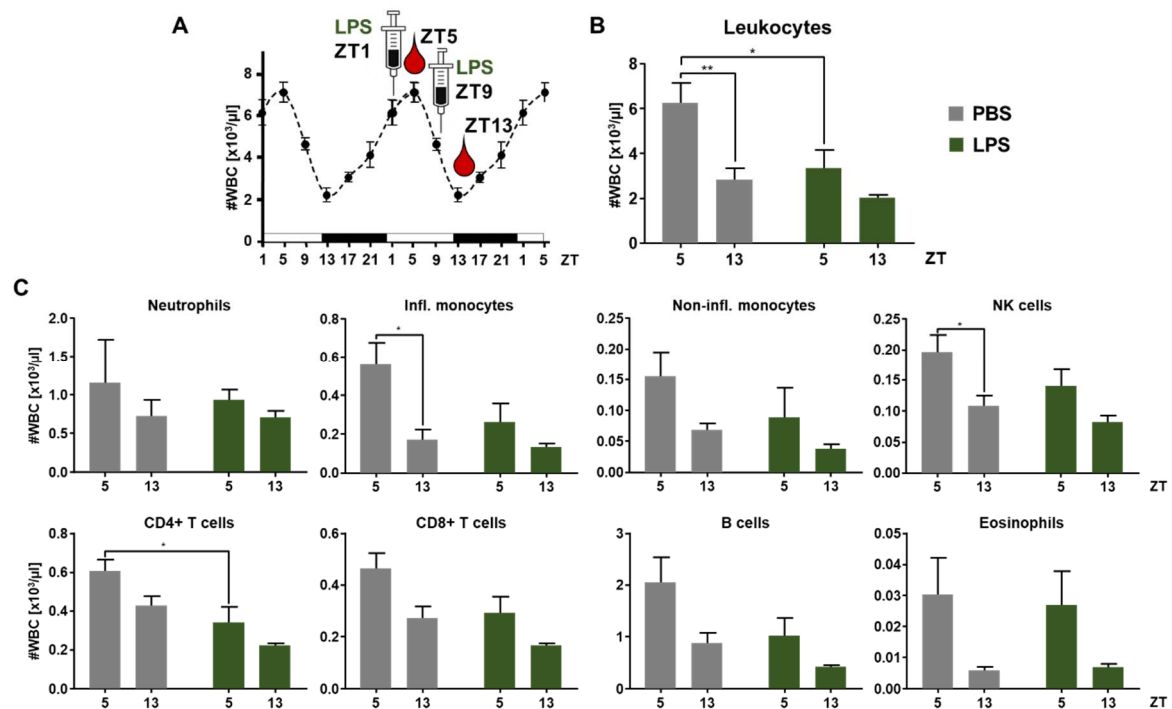 A
LPS
ZT1
ZT5
LPS
ZT9
ZT13
#WBC [x10³/µl]
8
6
4
2
0
1 5 9 13 17 21 1 5 9 13 17 21 1 5 ZT
B
Leukocytes
*
**
#WBC [x10³/µl]
8
6
4
2
0
5 13 5 13 ZT
PBS
LPS
C
Neutrophils
#WBC [x10³/µl]
2.0
1.5
1.0
0.5
0.0
5 13 5 13
Infl. monocytes
*
0.8
0.6
0.4
0.2
0.0
5 13 5 13
Non-infl. monocytes
0.25
0.20
0.15
0.10
0.05
0.00
5 13 5 13
NK cells
*
0.25
0.20
0.15
0.10
0.05
0.00
5 13 5 13 ZT
CD4+ T cells
*
#WBC [x10³/µl]
0.8
0.6
0.4
0.2
0.0
5 13 5 13
CD8+ T cells
0.6
0.4
0.2
0.0
5 13 5 13
B cells
3
2
1
0
5 13 5 13
Eosinophils
0.05
0.04
0.03
0.02
0.01
0.00
5 13 5 13 ZT